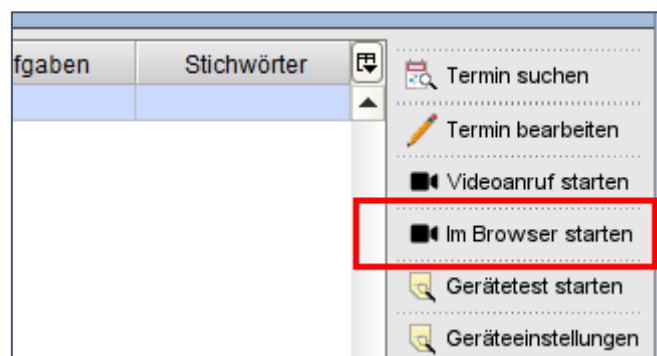 fgaben Stichwörter
Termin suchen
Termin bearbeiten
Videoanruf starten
Im Browser starten
Gerätetest starten
Geräteeinstellungen